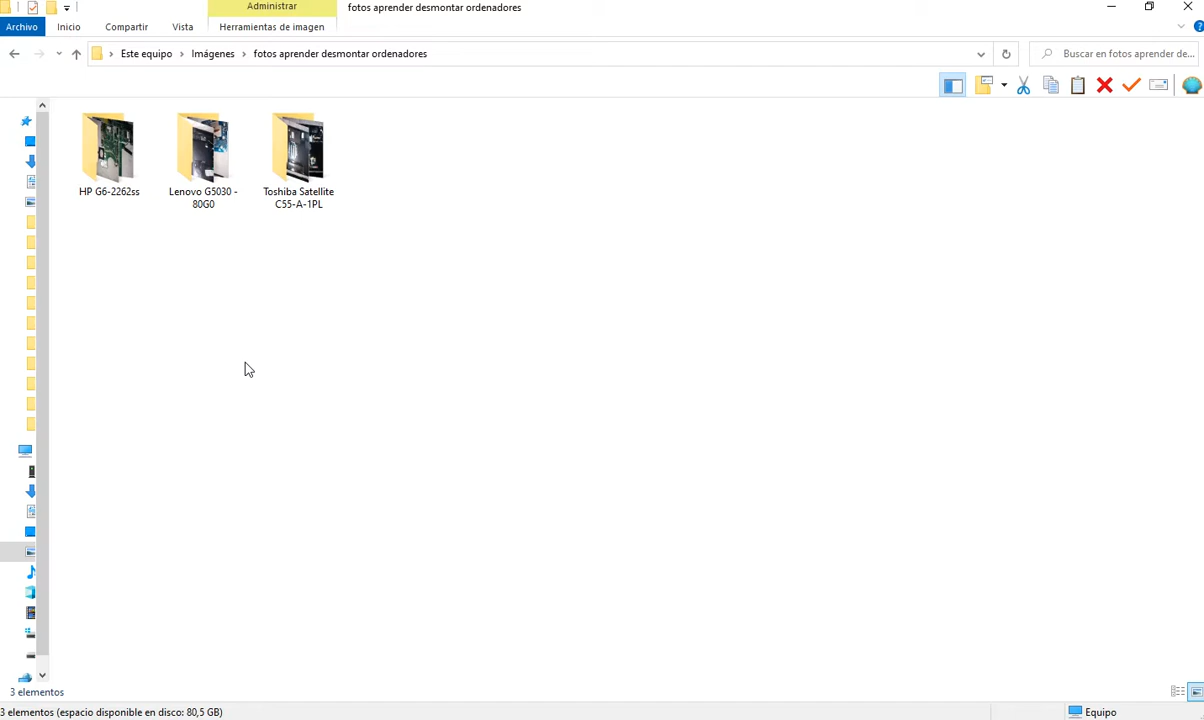 Administrar
fotos aprender desmontar ordenadores
Archivo
Inicio
Compartir
Vista
Herramientas de imagen
Este equipo
Imágenes
fotos aprender desmontar ordenadores
Buscar en fotos aprender de...
HP G6-2262ss
Lenovo G5030 -
80G0
Toshiba Satellite
C55-A-1PL
3 elementos
3 elementos (espacio disponible en disco: 80,5 GB)
Equipo